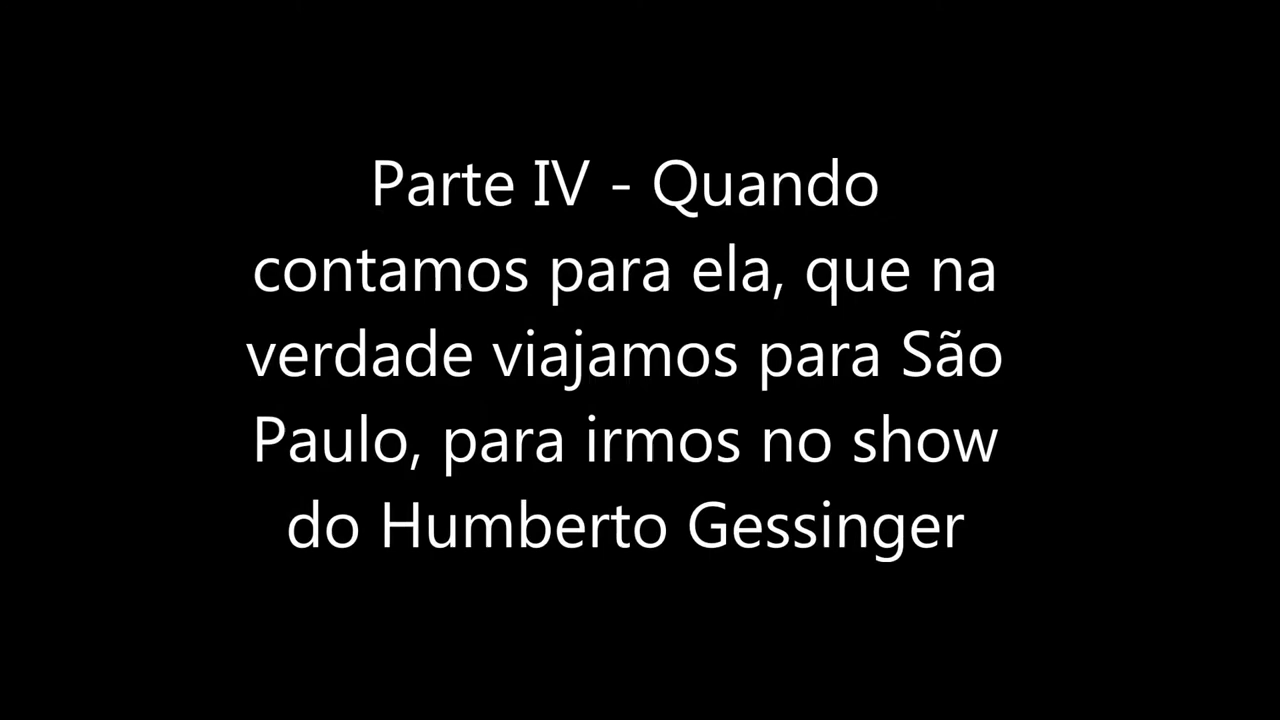 Parte IV - Quando
contamos para ela, que na
verdade viajamos para São
Paulo, para irmos no show
do Humberto Gessinger